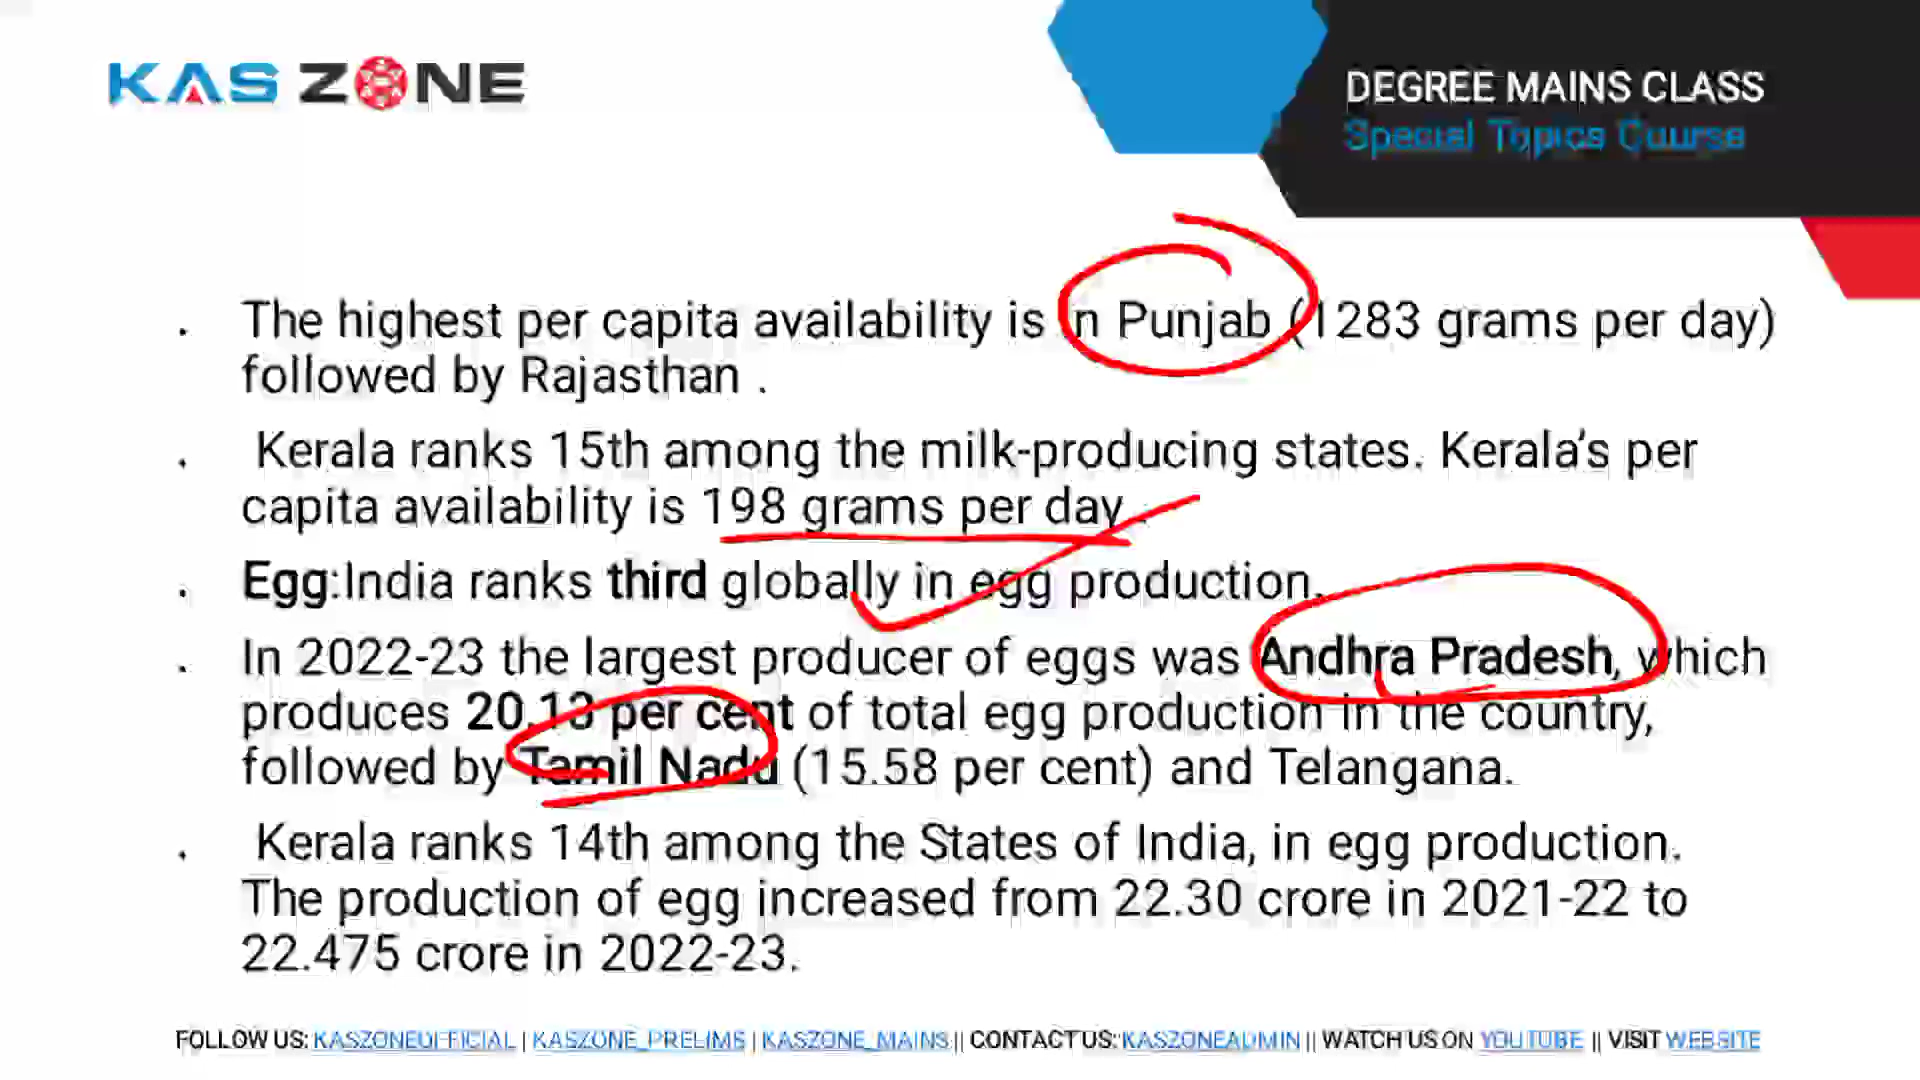 KAS ZONE
DEGREE MAINS CLASS
Special Topics Course
. The highest per capita availability is in Punjab (1283 grams per day)
followed by Rajasthan .
. Kerala ranks 15th among the milk-producing states. Kerala's per
capita availability is 198 grams per day .
. Egg:India ranks third globally in egg production.
. In 2022-23 the largest producer of eggs was Andhra Pradesh, which
produces 20.13 per cent of total egg production in the country,
followed by Tamil Nadu (15.58 per cent) and Telangana.
. Kerala ranks 14th among the States of India, in egg production.
The production of egg increased from 22.30 crore in 2021-22 to
22.475 crore in 2022-23.
FOLLOW US: KASZONEOFFICIAL | KASZONE_PRELIMS | KASZONE_MAINS || CONTACT US: KASZONEADMIN || WATCH US ON YOUTUBE || VISIT WEBSITE